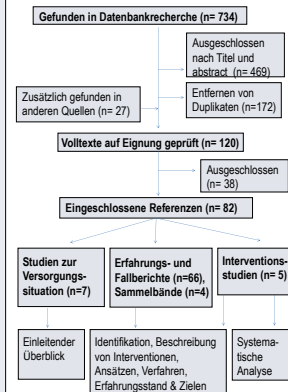 Gefunden in Datenbankrecherche (n= 734)
Ausgeschlossen
nach Titel und
abstract (n= 469)
Zusätzlich gefunden in
anderen Quellen (n= 27)
Entfernen von
Duplikaten (n=172)
Volltexte auf Eignung geprüft (n= 120)
Ausgeschlossen
(n= 38)
Eingeschlossene Referenzen (n= 82)
Studien zur
Versorgungs-
situation (n=7)
Erfahrungs- und
Fallberichte (n=66),
Sammelbände (n=4)
Interventions-
studien (n= 5)
Einleitender
Überblick
Identifikation, Beschreibung
von Interventionen,
Ansätzen, Verfahren,
Erfahrungsstand & Zielen
Systema-
tische
Analyse